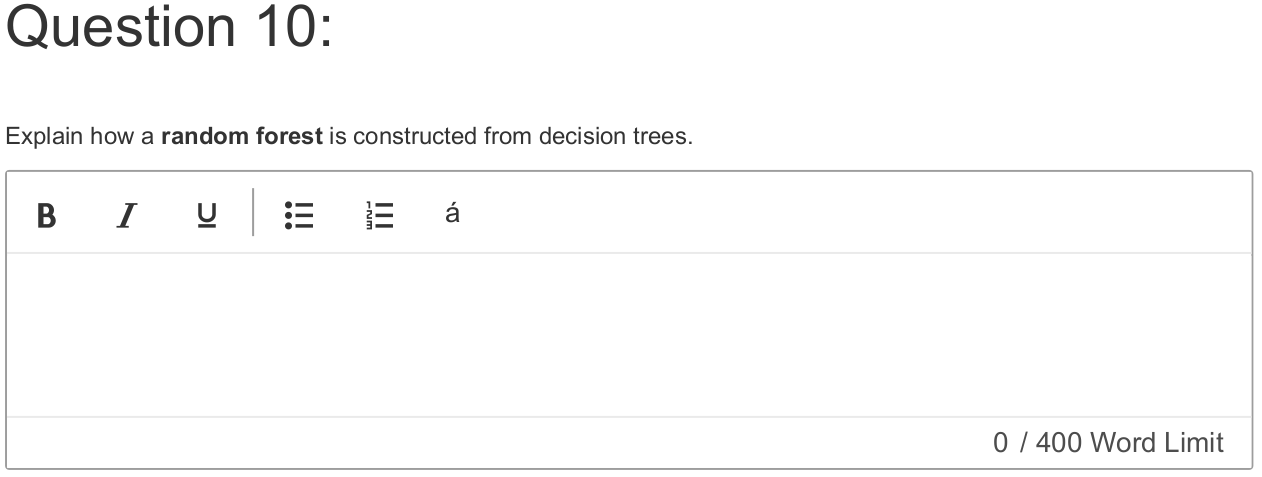 Question 10:
Explain how a random forest is constructed from decision trees.
B I U á
0 / 400 Word Limit